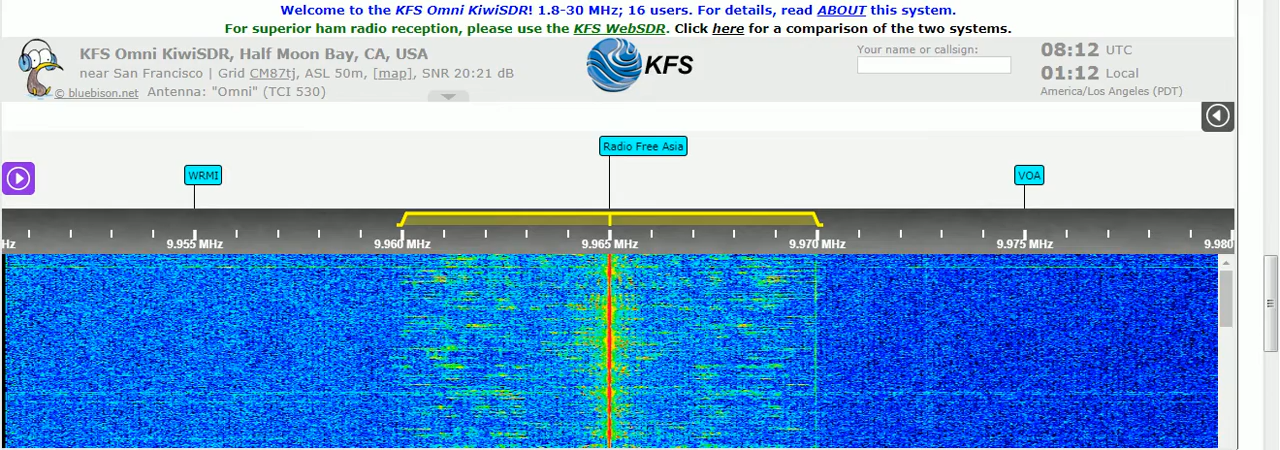 Welcome to the KFS Omni KiwiSDR! 1.8-30 MHz; 16 users. For details, read ABOUT this system.
For superior ham radio reception, please use the KFS WebSDR. Click here for a comparison of the two systems.
KFS Omni KiwiSDR, Half Moon Bay, CA, USA
near San Francisco | Grid CM87tj, ASL 50m, [map], SNR 20:21 dB
© bluebison.net Antenna: "Omni" (TCI 530)
KFS
Your name or callsign:
08:12 UTC
01:12 Local
America/Los Angeles (PDT)
Radio Free Asia
WRMI
VOA
Hz 9.955 MHz 9.960 MHz 9.965 MHz 9.970 MHz 9.975 MHz 9.980